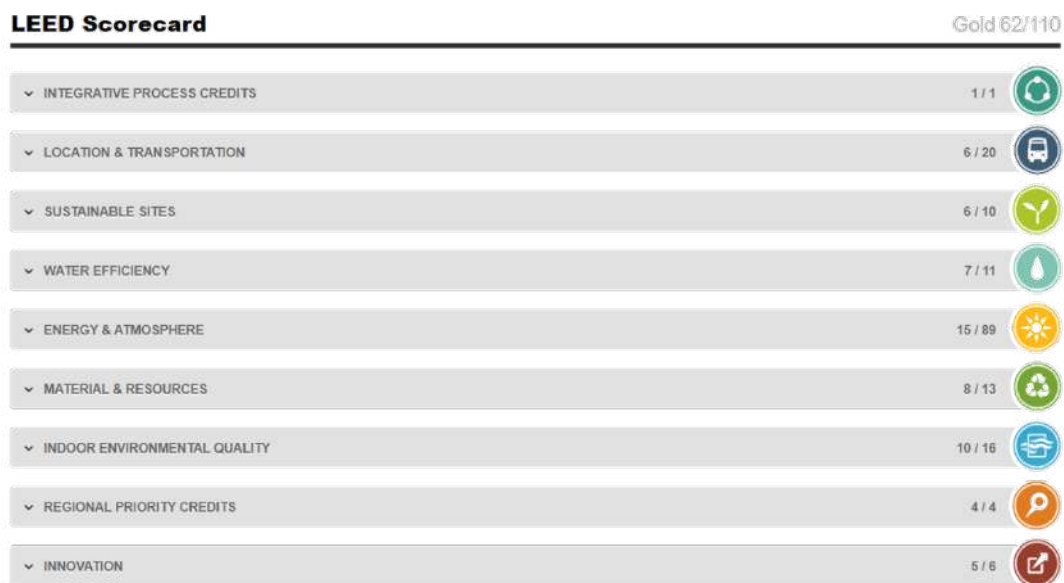 LEED Scorecard Gold 62/110
INTEGRATIVE PROCESS CREDITS 1 / 1
LOCATION & TRANSPORTATION 6 / 20
SUSTAINABLE SITES 6 / 10
WATER EFFICIENCY 7 / 11
ENERGY & ATMOSPHERE 15 / 89
MATERIAL & RESOURCES 8 / 13
INDOOR ENVIRONMENTAL QUALITY 10 / 16
REGIONAL PRIORITY CREDITS 4 / 4
INNOVATION 5 / 6